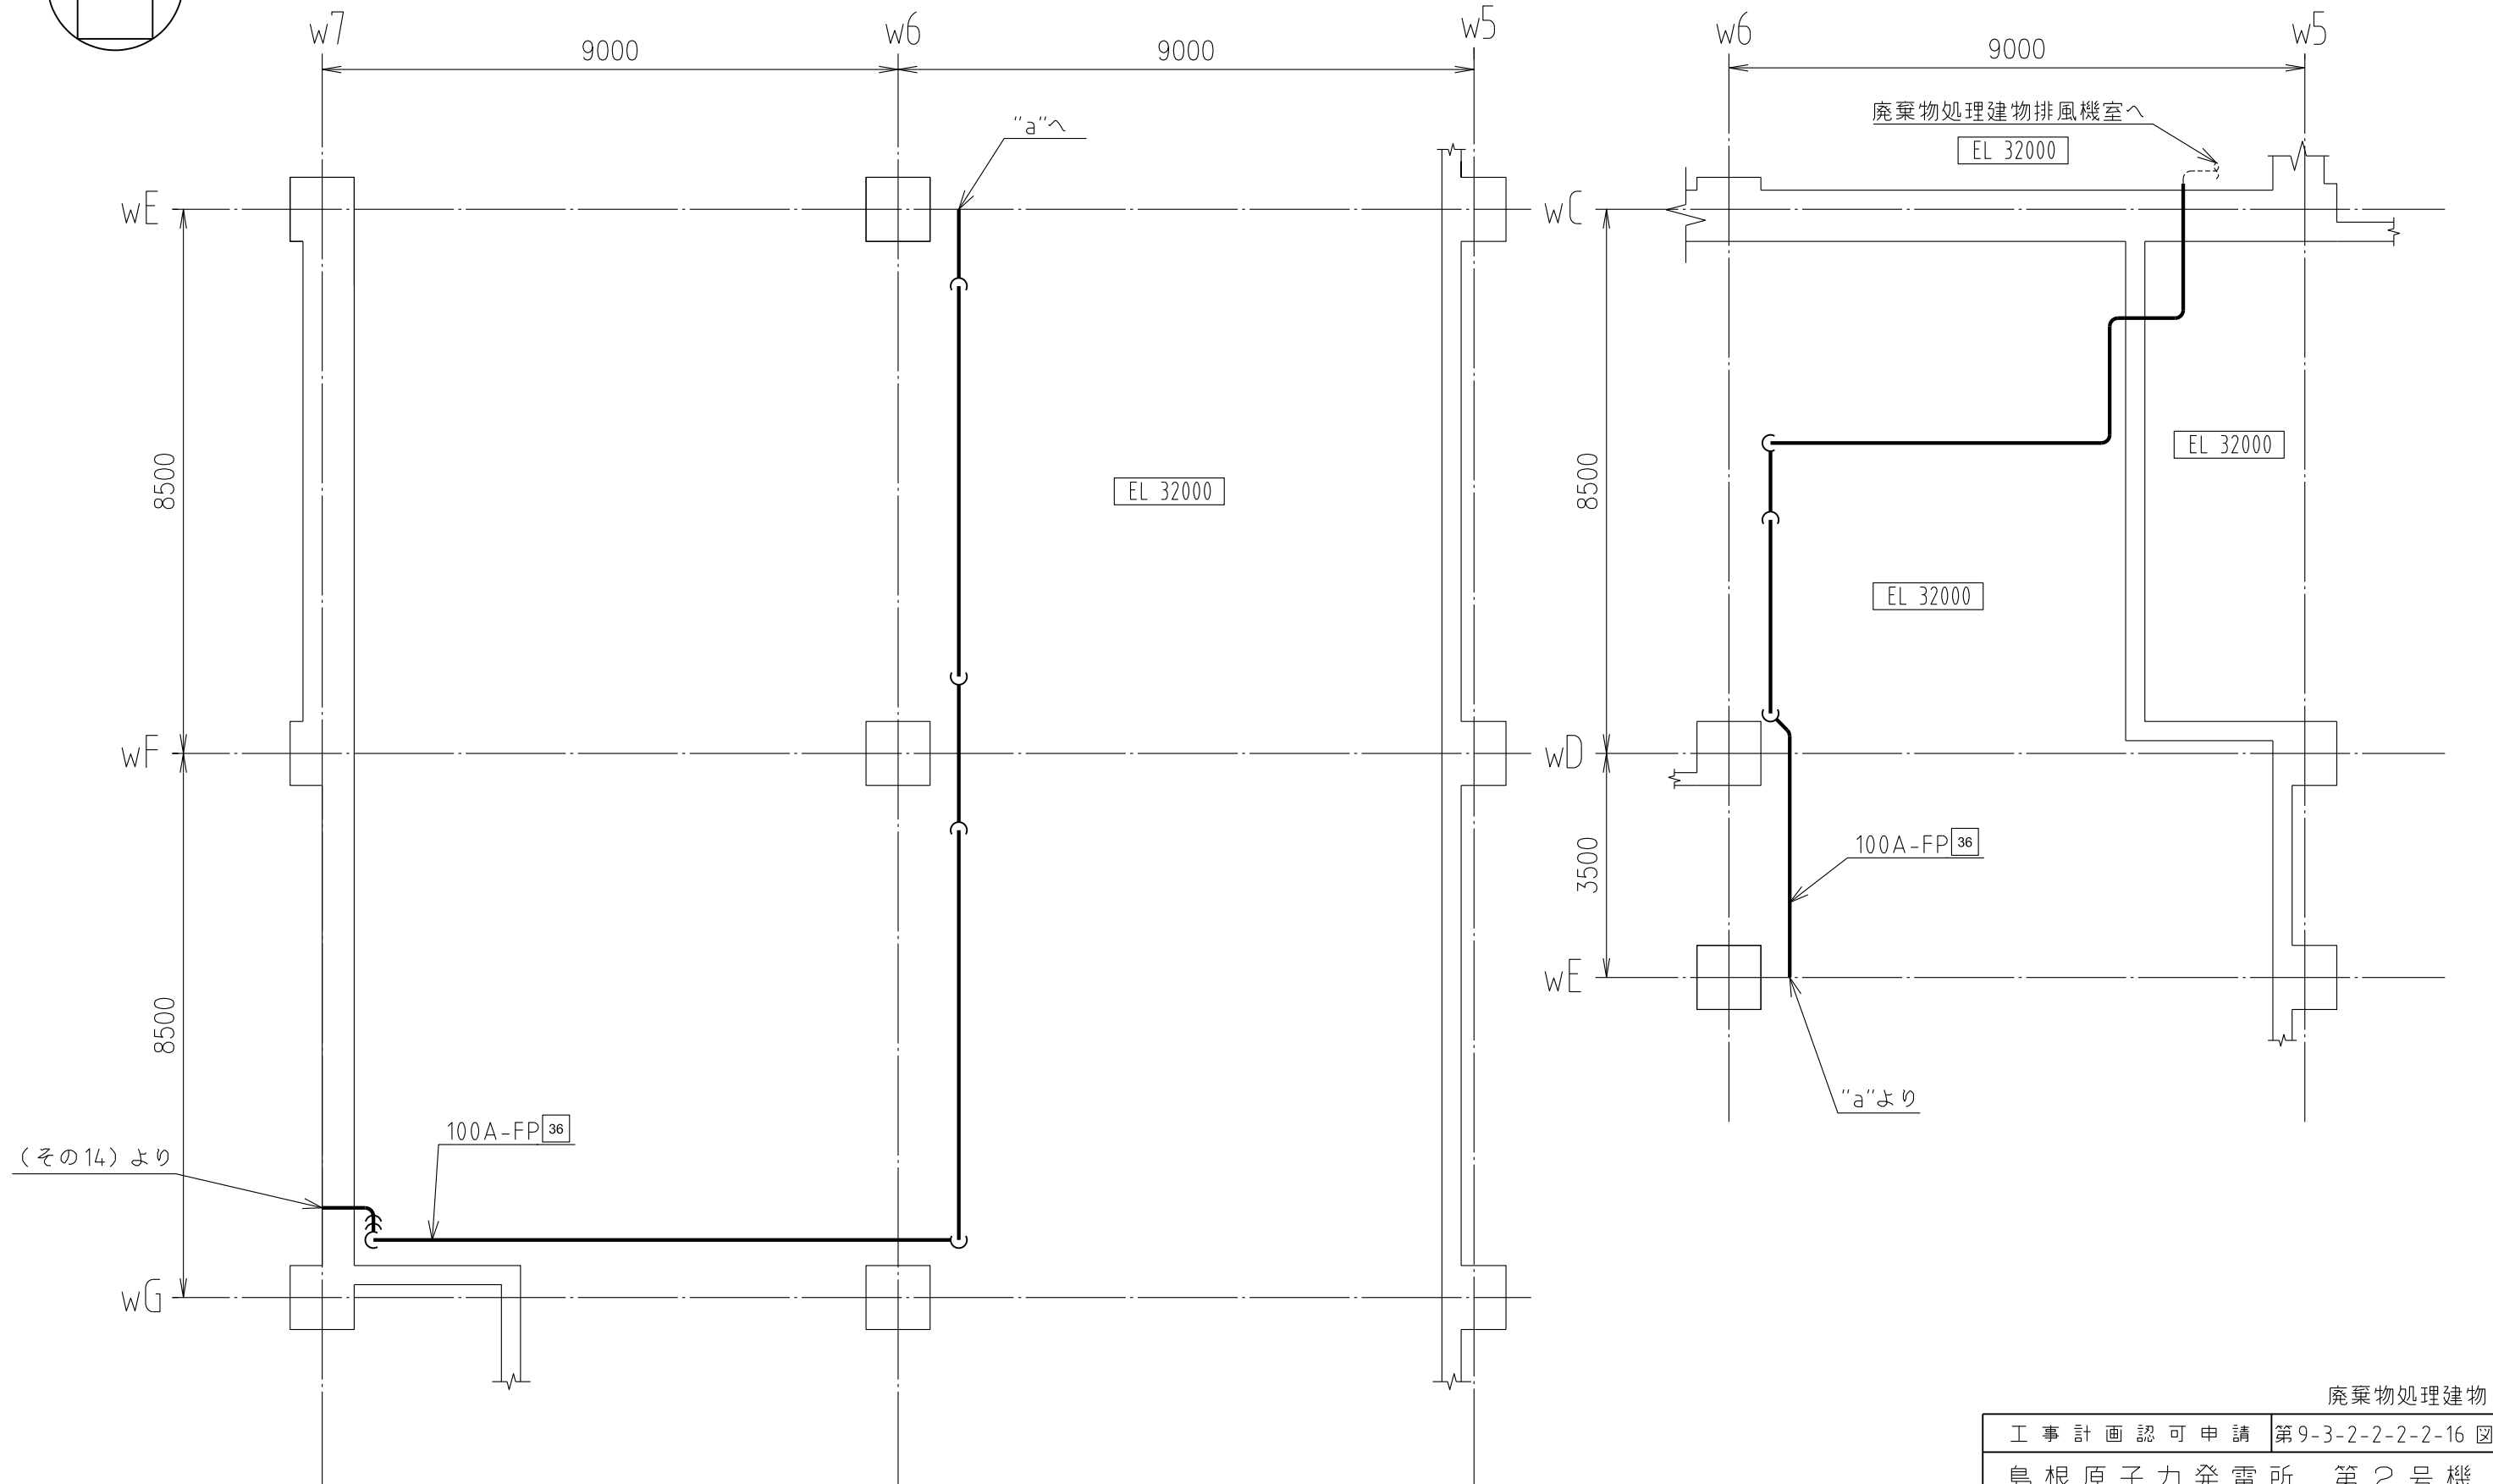 W7
9000
W6
9000
W5
"a"へ
WE
8500
EL 32000
WF
8500
100A-FP 36
(その14)より
WG
W6
9000
W5
廃棄物処理建物排風機室へ
EL 32000
WC
8500
EL 32000
EL 32000
WD
3500
100A-FP 36
WE
"a"より
廃棄物処理建物
工事計画認可申請 第9-3-2-2-2-2-16図
島根原子力発電所 第2号機